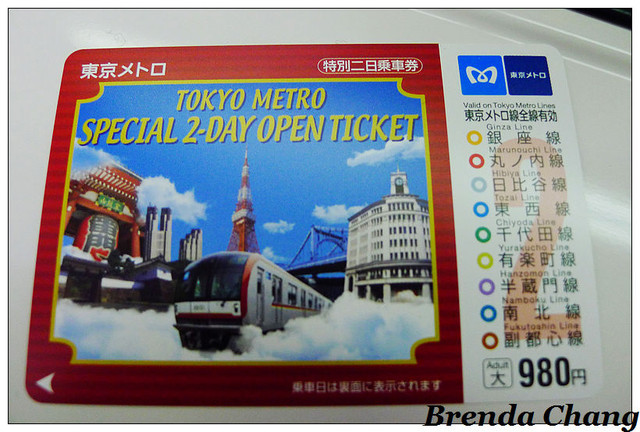 東京メトロ
特別二日乗車券
TOKYO METRO
SPECIAL 2-DAY OPEN TICKET
乗車日は裏面に表示されます
東京メトロ
Valid on Tokyo Metro Lines
東京メトロ線全線有効
Ginza Line
銀座線
Marunouchi Line
丸ノ内線
Hibiya Line
日比谷線
Tozai Line
東西線
Chiyoda Line
千代田線
Yurakucho Line
有楽町線
Hanzomon Line
半蔵門線
Namboku Line
南北線
Fukutoshin Line
副都心線
Adult
大
980円
Brenda Chang